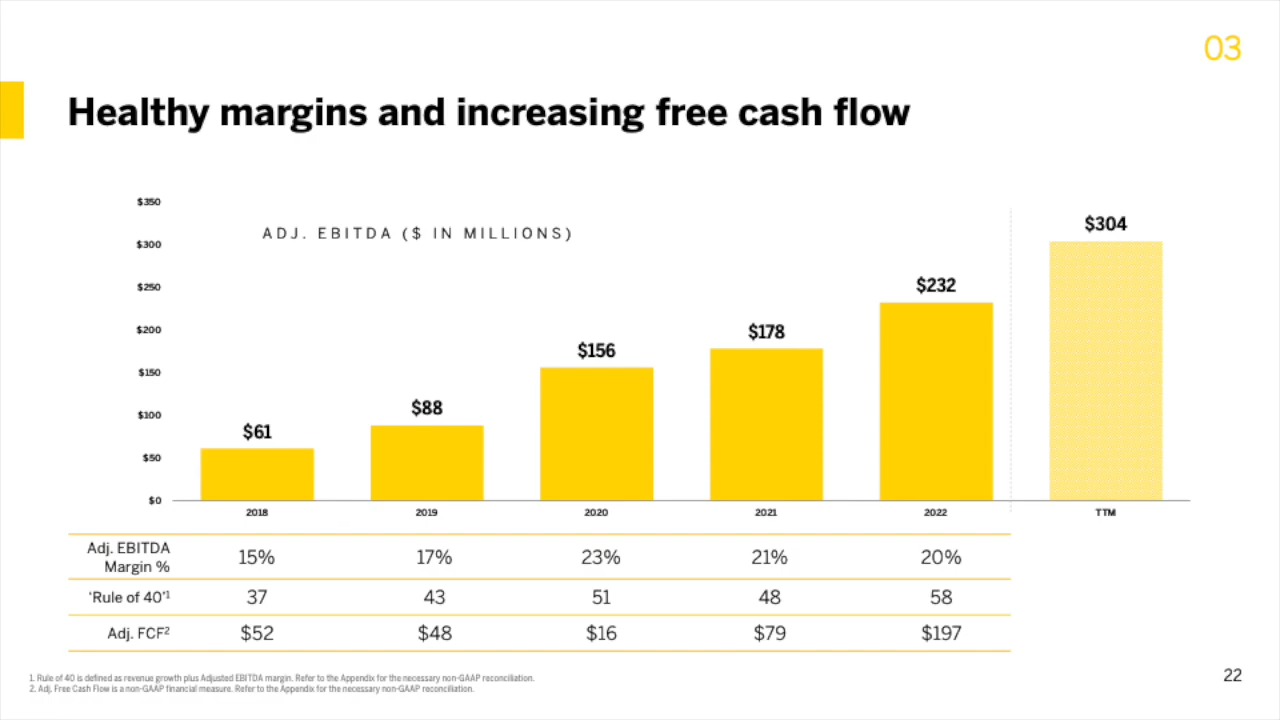 03
Healthy margins and increasing free cash flow
ADJ. EBITDA ($ IN MILLIONS)
$350
$300
$250
$200
$150
$100
$50
$0
$61
$88
$156
$178
$232
$304
2018 2019 2020 2021 2022 TTM
Adj. EBITDA
Margin % 15% 17% 23% 21% 20%
‘Rule of 40’¹ 37 43 51 48 58
Adj. FCF² $52 $48 $16 $79 $197
1. Rule of 40 is defined as revenue growth plus Adjusted EBITDA margin. Refer to the Appendix for the necessary non-GAAP reconciliation.
2. Adj. Free Cash Flow is a non-GAAP financial measure. Refer to the Appendix for the necessary non-GAAP reconciliation.
22